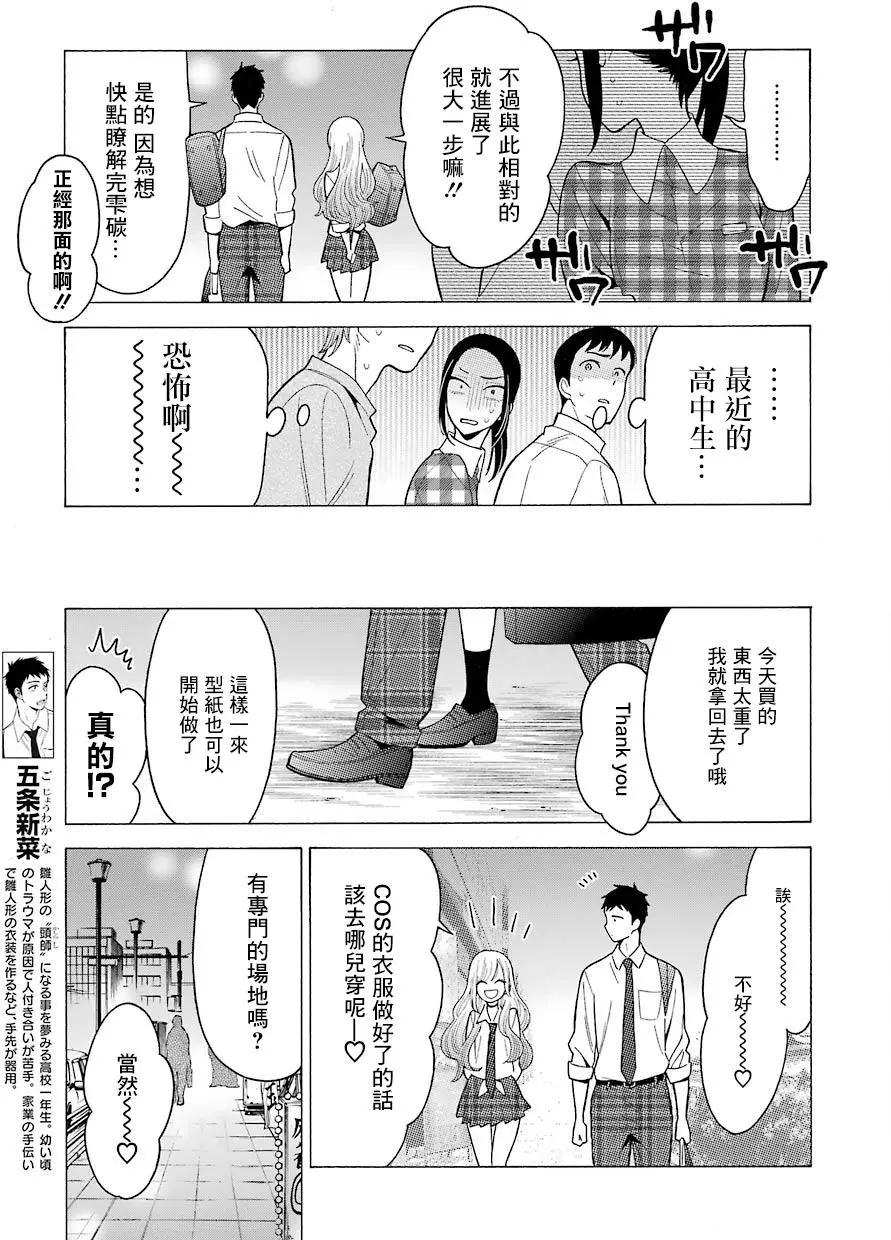 ザワ
ザワ
…………
不過與此相對的
就進展了
很大一步嘛!!
ザワ
ザワ
是的 因為想
快點瞭解完雫碳…
正經那面的啊!!
……
最近的
高中生…
恐怖啊
～～～～
今天買的
東西太重了
我就拿回去了哦
Thank you
這樣一來
型紙也可以
開始做了
真的!?
誒～～～
不好～～♡
COS的衣服做好了的話
該去哪兒穿呢ー♡
有專門的場地嗎?
當然～～～♡
五条新菜
ごじょうわかな
雛人形の〝頭師〟になる事を夢みる高校一年生。幼い頃
かしらし
のトラウマが原因で人付き合いが苦手。家業の手伝い
で雛人形の衣装を作るなど、手先が器用。